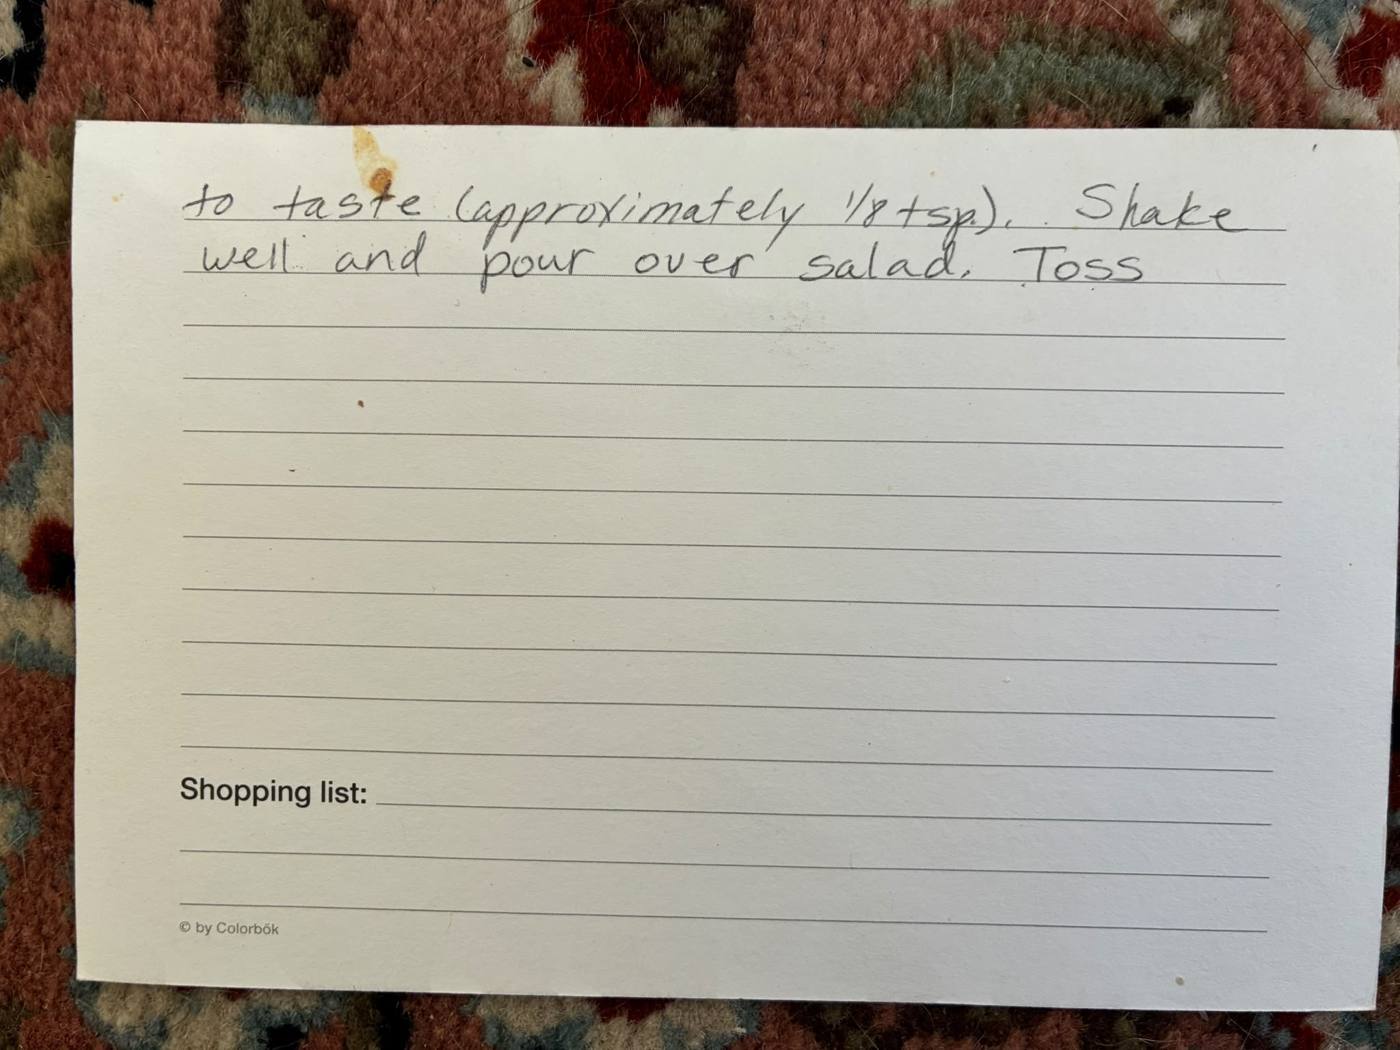 to taste (approximately 1/8 tsp.). Shake
well and pour over salad. Toss
Shopping list:
© by Colorbök